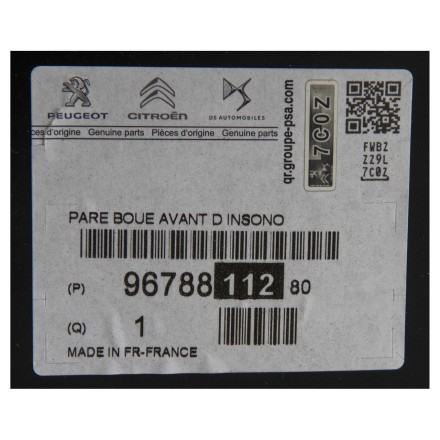 PEUGEOT CITROËN DS AUTOMOBILES
ces d'origine Genuine parts Pièces d'origine Genuine parts
qr.groupe-psa.com
7C0Z
FWBZ
ZZ9L
7C0Z
PARE BOUE AVANT D INSONO
(P) 96788 112 80
(Q) 1
MADE IN FR-FRANCE